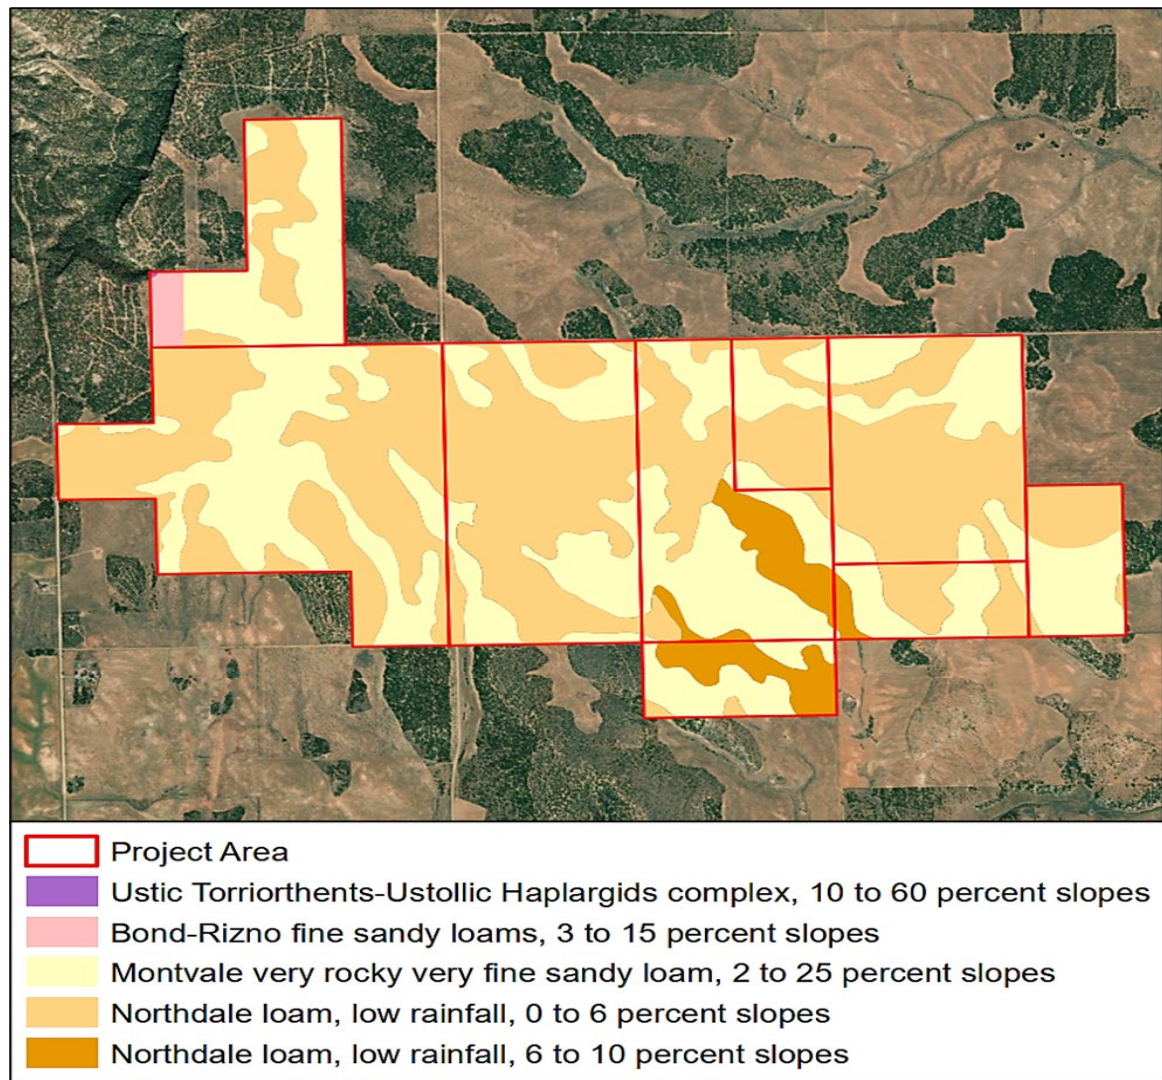 Project Area
Ustic Torriorthents-Ustollic Haplargids complex, 10 to 60 percent slopes
Bond-Rizno fine sandy loams, 3 to 15 percent slopes
Montvale very rocky very fine sandy loam, 2 to 25 percent slopes
Northdale loam, low rainfall, 0 to 6 percent slopes
Northdale loam, low rainfall, 6 to 10 percent slopes